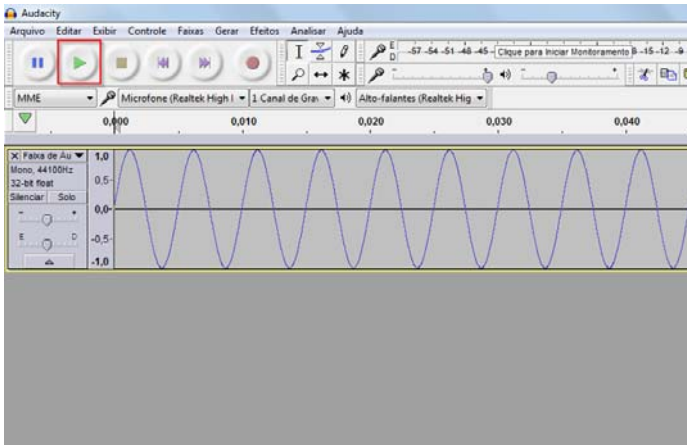 Audacity
Arquivo Editar Exibir Controle Faixas Gerar Efeitos Analisar Ajuda
E D -57 -54 -51 -48 -45 - Clique para Iniciar Monitoramento -15 -12 -9
MME Microfone (Realtek High I 1 Canal de Grav Alto-falantes (Realtek Hig
0,000 0,010 0,020 0,030 0,040
X Faixa de Áu 1,0
Mono, 44100Hz
32-bit float 0,5-
Silenciar Solo
- + 0,0-
E D -0,5-
-1,0